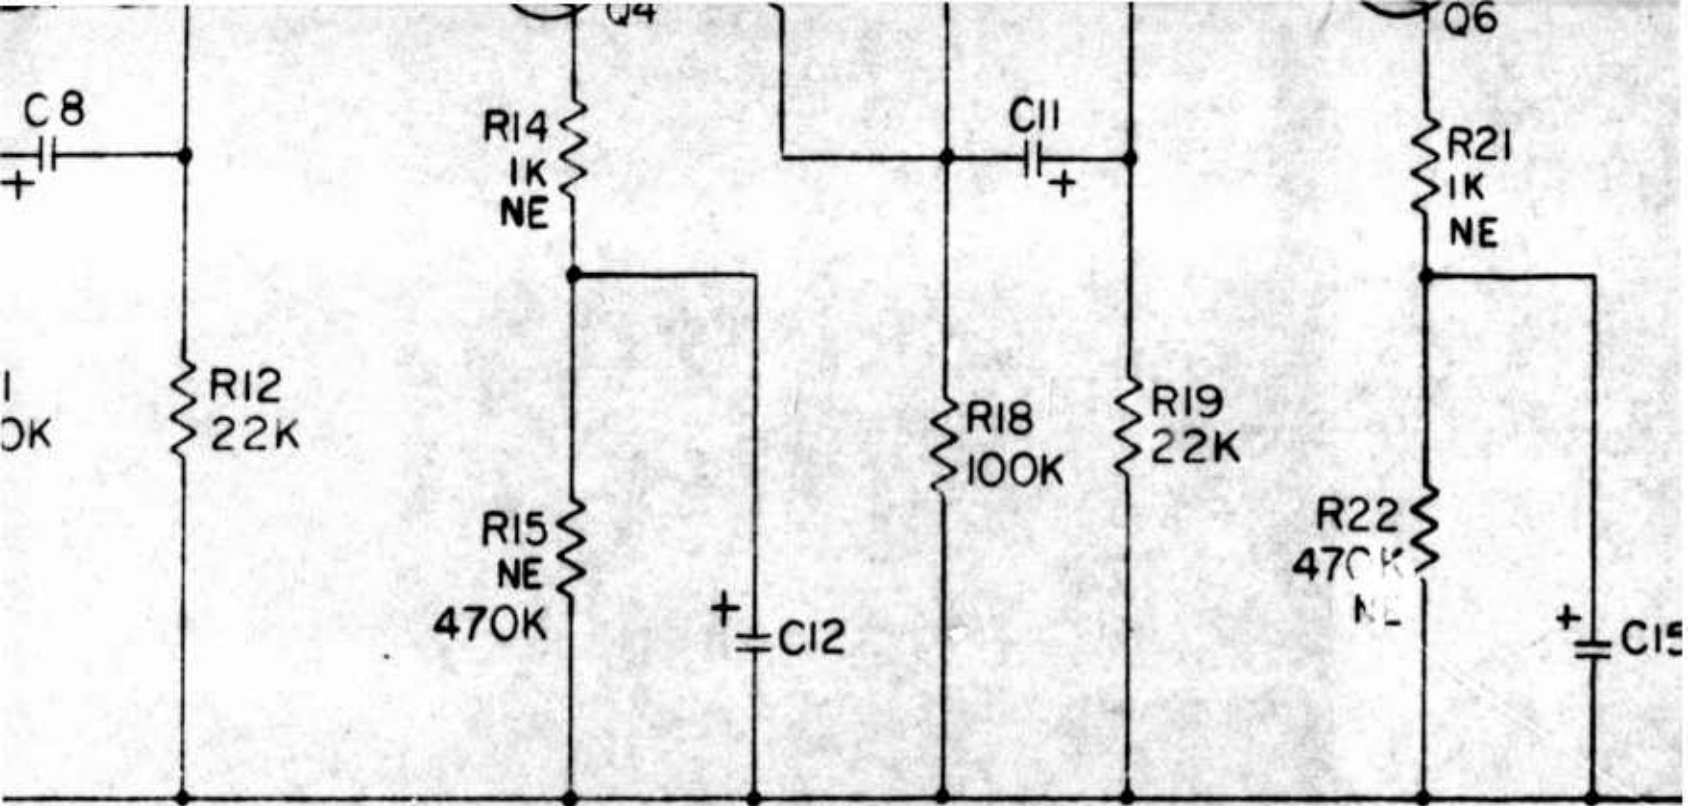 Q4
Q6
C8
+
R14
1K
NE
C11
+
R21
1K
NE
R12
22K
R18
100K
R19
22K
R15
NE
470K
+
C12
R22
+
C15